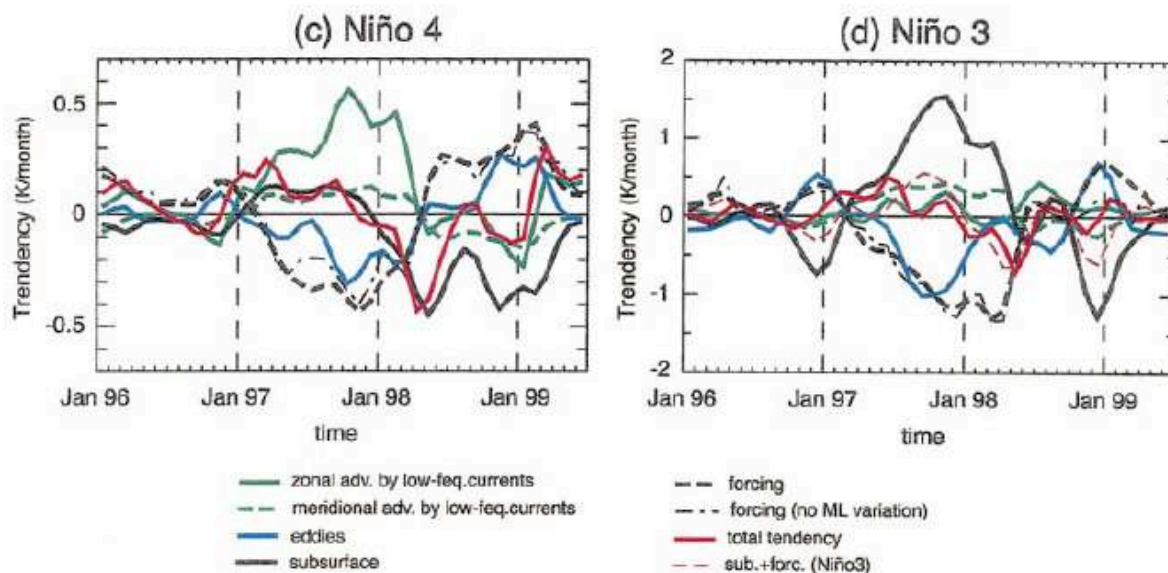 (c) Niño 4
Trendency (K/month)
0.5
0
-0.5
Jan 96 Jan 97 Jan 98 Jan 99
time
(d) Niño 3
Trendency (K/month)
2
1
0
-1
-2
Jan 96 Jan 97 Jan 98 Jan 99
time
zonal adv. by low-feq.currents
meridional adv. by low-feq.currents
eddies
subsurface
forcing
forcing (no ML variation)
total tendency
sub.+forc. (Niño3)